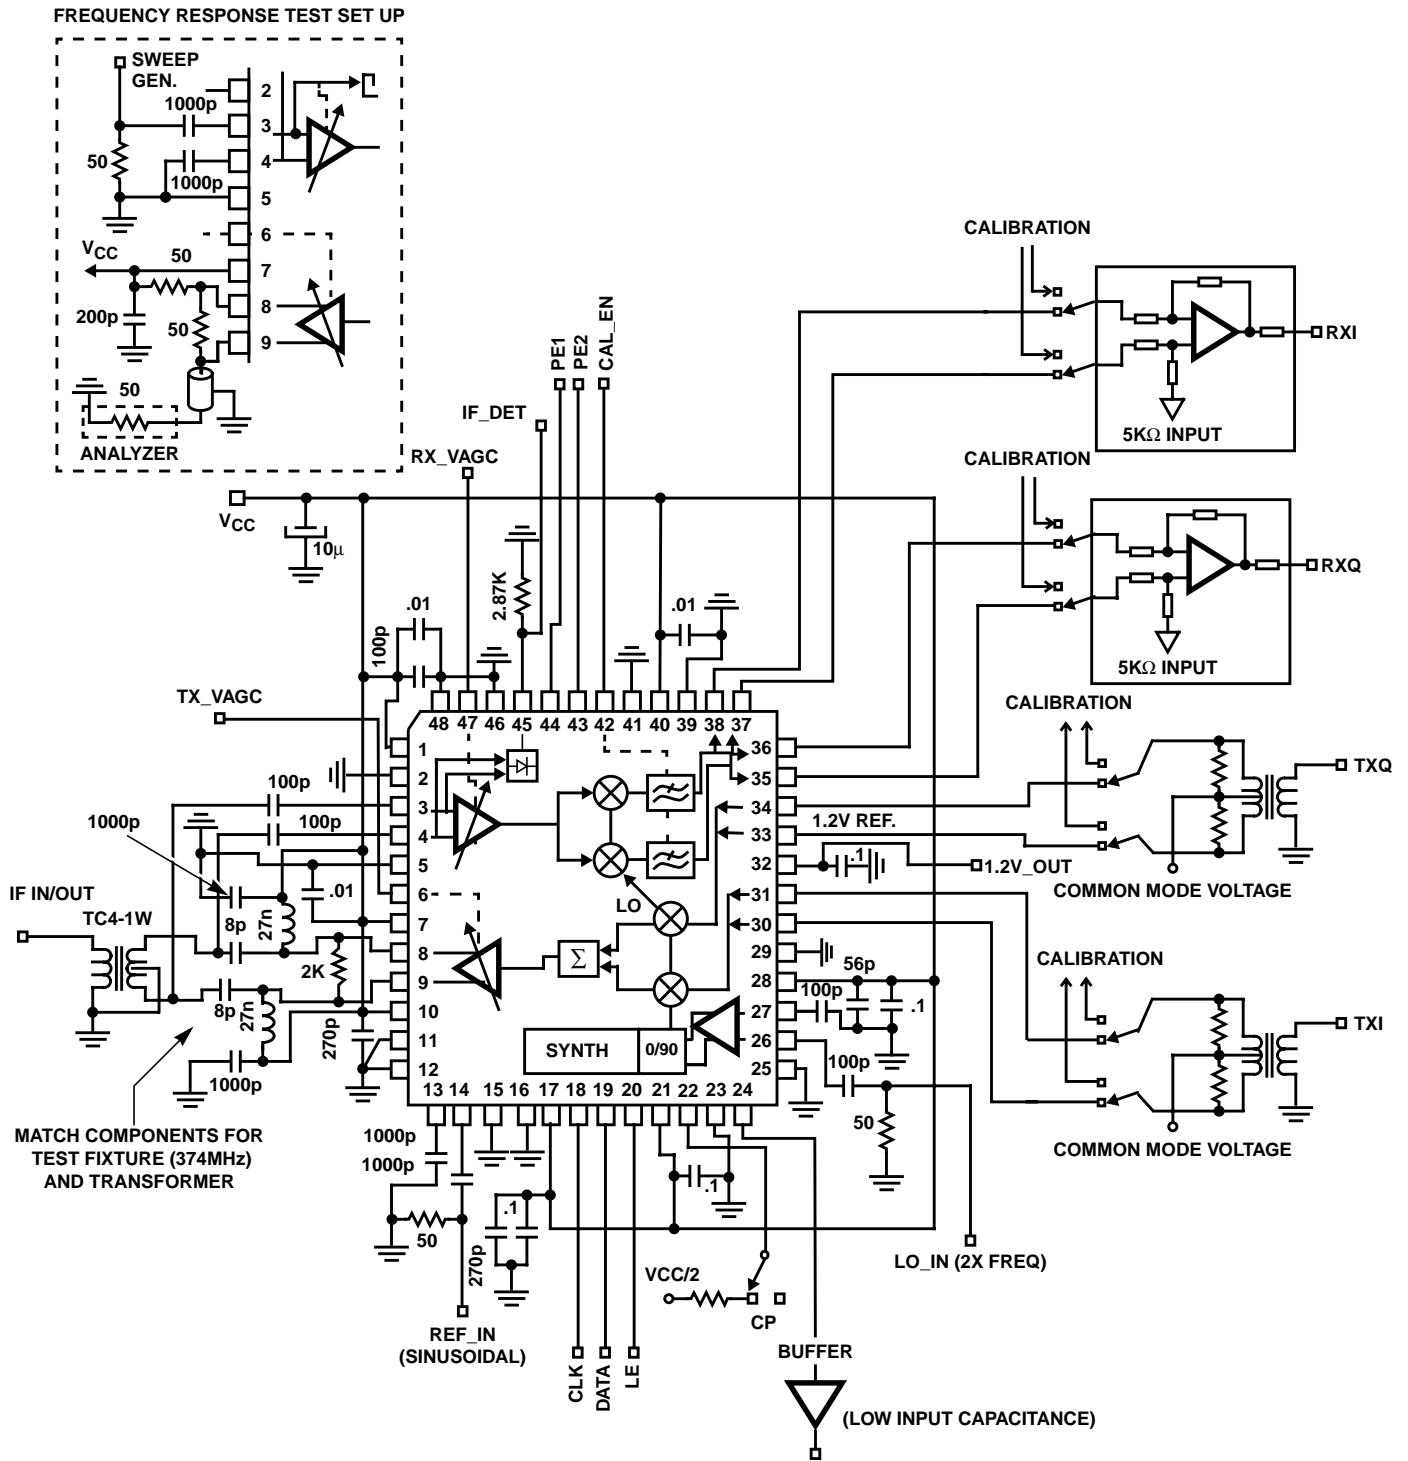 FREQUENCY RESPONSE TEST SET UP
SWEEP
GEN.
1000p
50
1000p
2
3
4
5
6
7
8
9
VCC
50
200p
50
50
ANALYZER
VCC
10μ
RX_VAGC
IF_DET
PE1
PE2
CAL_EN
2.87K
.01
100p
.01
TX_VAGC
CALIBRATION
RXI
5KΩ INPUT
CALIBRATION
RXQ
5KΩ INPUT
CALIBRATION
TXQ
COMMON MODE VOLTAGE
CALIBRATION
TXI
COMMON MODE VOLTAGE
48
47
46
45
44
43
42
41
40
39
38
37
1
2
3
4
5
6
7
8
9
10
11
12
36
35
34
33
32
31
30
29
28
27
26
25
13
14
15
16
17
18
19
20
21
22
23
24
100p
100p
1000p
.01
IF IN/OUT
TC4-1W
8p
27n
2K
8p
27n
270p
1000p
MATCH COMPONENTS FOR
TEST FIXTURE (374MHz)
AND TRANSFORMER
LO
Σ
SYNTH
0/90
1.2V REF.
.1
1.2V_OUT
56p
100p
.1
100p
50
LO_IN (2X FREQ)
1000p
1000p
50
.1
270p
REF_IN
(SINUSOIDAL)
CLK
DATA
LE
.1
VCC/2
CP
BUFFER
(LOW INPUT CAPACITANCE)